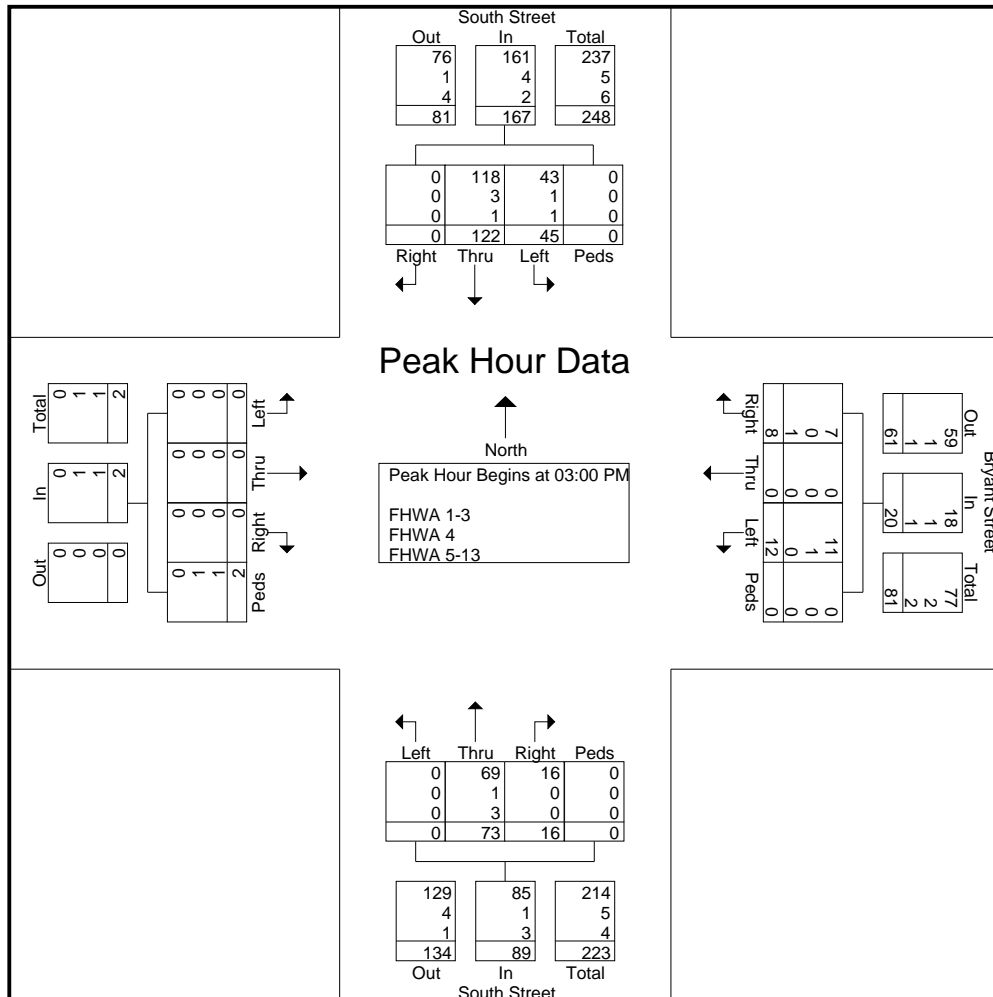 South Street
Out In Total
76 161 237
1 4 5
4 2 6
81 167 248
0 118 43 0
0 3 1 0
0 1 1 0
0 122 45 0
Right Thru Left Peds
Peak Hour Data
North
Peak Hour Begins at 03:00 PM
FHWA 1-3
FHWA 4
FHWA 5-13
Out In Total
0 0 0
0 1 1
0 1 1
0 2 2
Left Thru Right Peds
0 0 0 0
0 0 0 1
0 0 0 1
0 0 0 2
Bryant Street
Out In Total
59 18 77
1 1 2
1 1 2
61 20 81
Right Thru Left Peds
7 0 11 0
0 0 1 0
1 0 0 0
8 0 12 0
Left Thru Right Peds
0 69 16 0
0 1 0 0
0 3 0 0
0 73 16 0
129 85 214
4 1 5
1 3 4
134 89 223
Out In Total
South Street